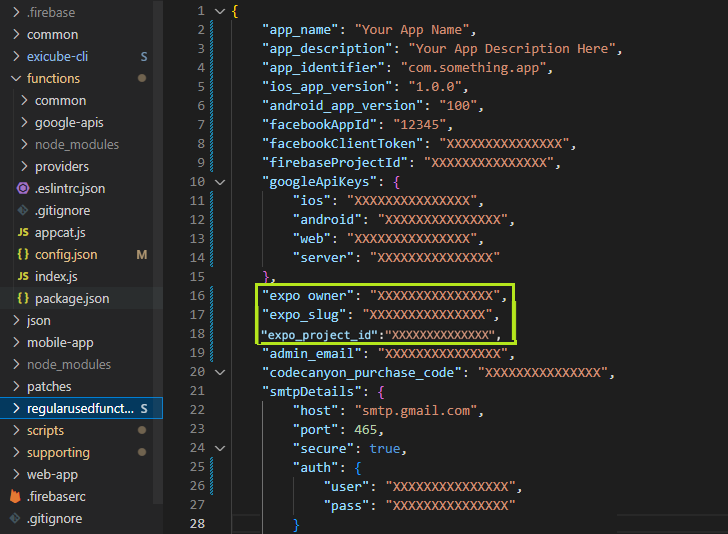 .firebase
common
exicube-cli S
functions
common
google-apis
node_modules
providers
.eslintrc.json
.gitignore
JS appcat.js
{} config.json M
JS index.js
{} package.json
json
mobile-app
node_modules
patches
regularusedfunct... S
scripts
supporting
web-app
.firebaserc
.gitignore
1 {
2 "app_name": "Your App Name",
3 "app_description": "Your App Description Here",
4 "app_identifier": "com.something.app",
5 "ios_app_version": "1.0.0",
6 "android_app_version": "100",
7 "facebookAppId": "12345",
8 "facebookClientToken": "XXXXXXXXXXXXXXX",
9 "firebaseProjectId": "XXXXXXXXXXXXXXX",
10 "googleApiKeys": {
11 "ios": "XXXXXXXXXXXXXXX",
12 "android": "XXXXXXXXXXXXXXX",
13 "web": "XXXXXXXXXXXXXXX",
14 "server": "XXXXXXXXXXXXXXX"
15 },
16 "expo owner": "XXXXXXXXXXXXXXX",
17 "expo_slug": "XXXXXXXXXXXXXXX",
18 "expo_project_id":"XXXXXXXXXXXXXXX",
19 "admin_email": "XXXXXXXXXXXXXXX",
20 "codecanyon_purchase_code": "XXXXXXXXXXXXXXX",
21 "smtpDetails": {
22 "host": "smtp.gmail.com",
23 "port": 465,
24 "secure": true,
25 "auth": {
26 "user": "XXXXXXXXXXXXXXX",
27 "pass": "XXXXXXXXXXXXXXX"
28 }